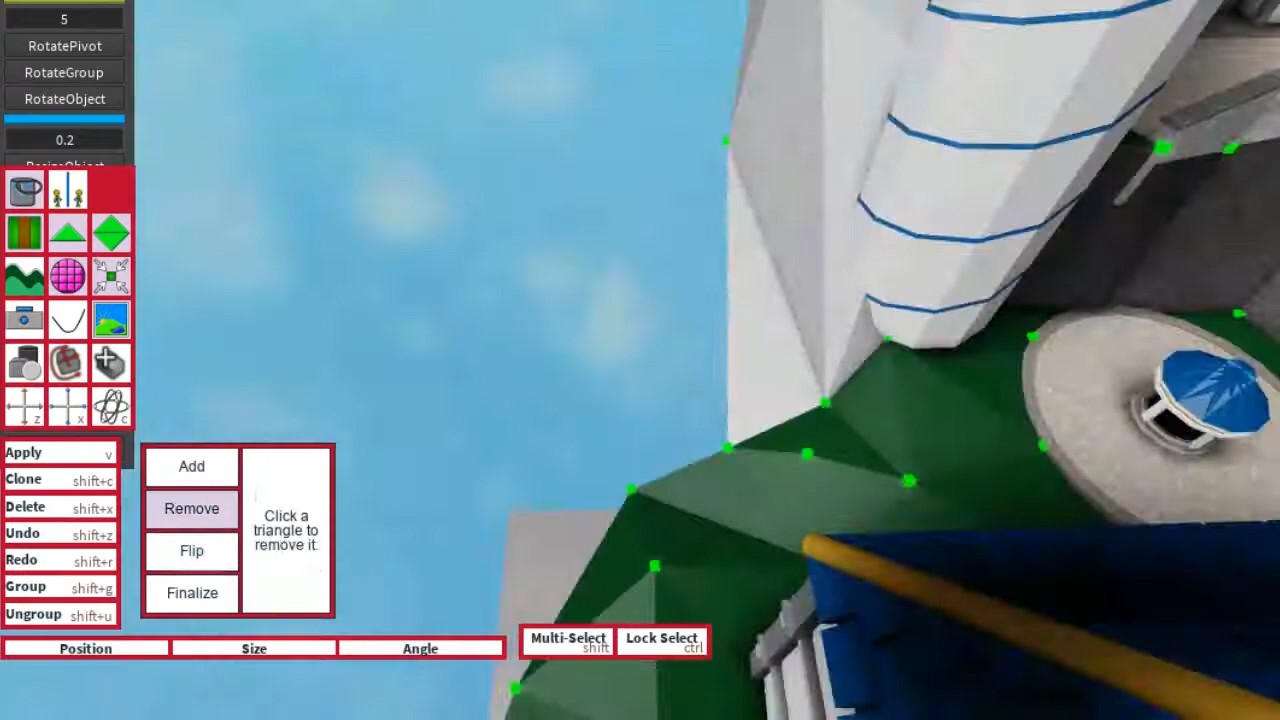 5
RotatePivot
RotateGroup
RotateObject
0.2
ResizeObject
z
x
c
Apply v
Clone shift+c
Delete shift+x
Undo shift+z
Redo shift+r
Group shift+g
Ungroup shift+u
Add
Remove
Flip
Finalize
Click a
triangle to
remove it.
Position
Size
Angle
Multi-Select
shift
Lock Select
ctrl